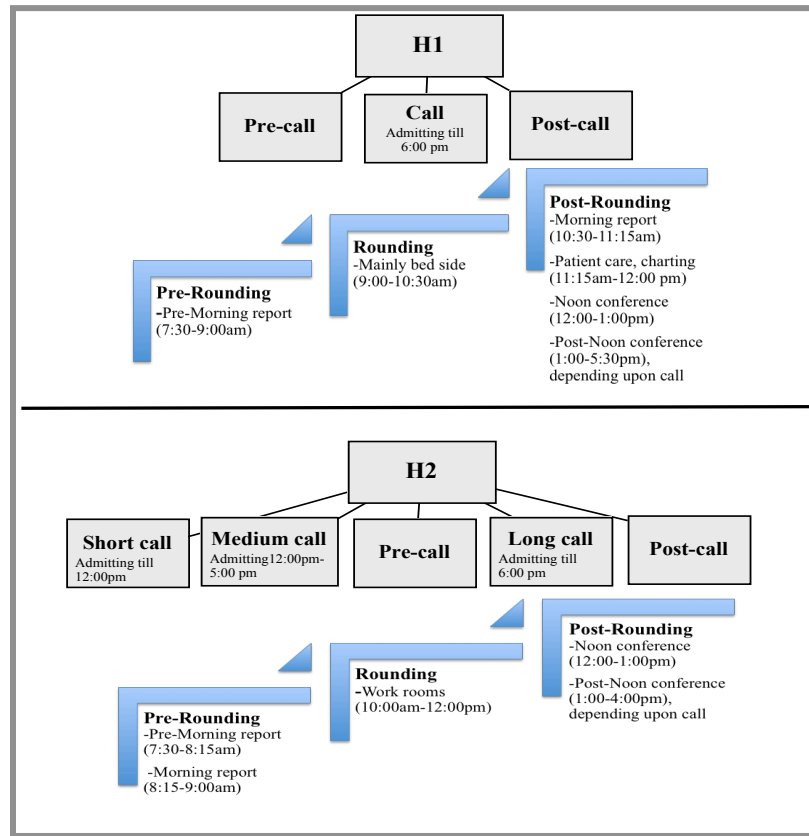 H1
Pre-call
Call
Admitting till
6:00 pm
Post-call
Pre-Rounding
-Pre-Morning report
(7:30-9:00am)
Rounding
-Mainly bed side
(9:00-10:30am)
Post-Rounding
-Morning report
(10:30-11:15am)
-Patient care, charting
(11:15am-12:00 pm)
-Noon conference
(12:00-1:00pm)
-Post-Noon conference
(1:00-5:30pm),
depending upon call
H2
Short call
Admitting till
12:00pm
Medium call
Admitting12:00pm-
5:00 pm
Pre-call
Long call
Admitting till
6:00 pm
Post-call
Pre-Rounding
-Pre-Morning report
(7:30-8:15am)
-Morning report
(8:15-9:00am)
Rounding
-Work rooms
(10:00am-12:00pm)
Post-Rounding
-Noon conference
(12:00-1:00pm)
-Post-Noon conference
(1:00-4:00pm),
depending upon call